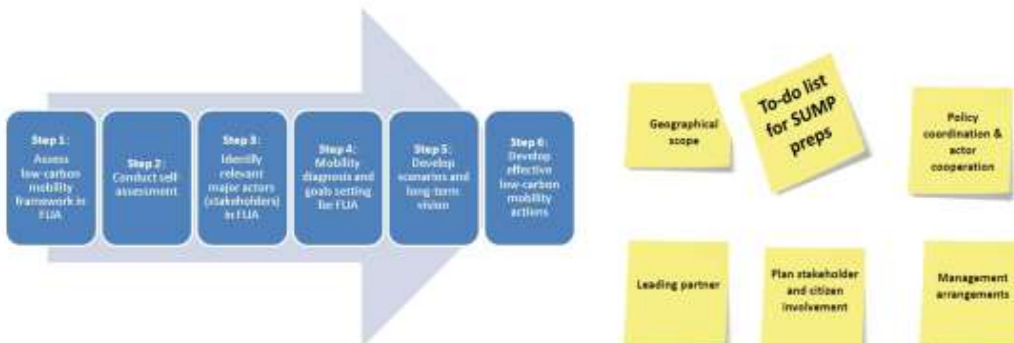 Step 1:
Assess
low-carbon
mobility
framework in
FUA
Step 2:
Conduct self-
assessment
Step 3:
Identify
relevant
major actors
(stakeholders)
in FUA
Step 4:
Mobility
diagnosis and
goals setting
for FUA
Step 5:
Develop
scenarios and
long-term
vision
Step 6:
Develop
effective
low-carbon
mobility
actions
Geographical
scope
To-do list
for SUMP
preps
Policy
coordination &
actor
cooperation
Leading partner
Plan stakeholder
and citizen
involvement
Management
arrangements